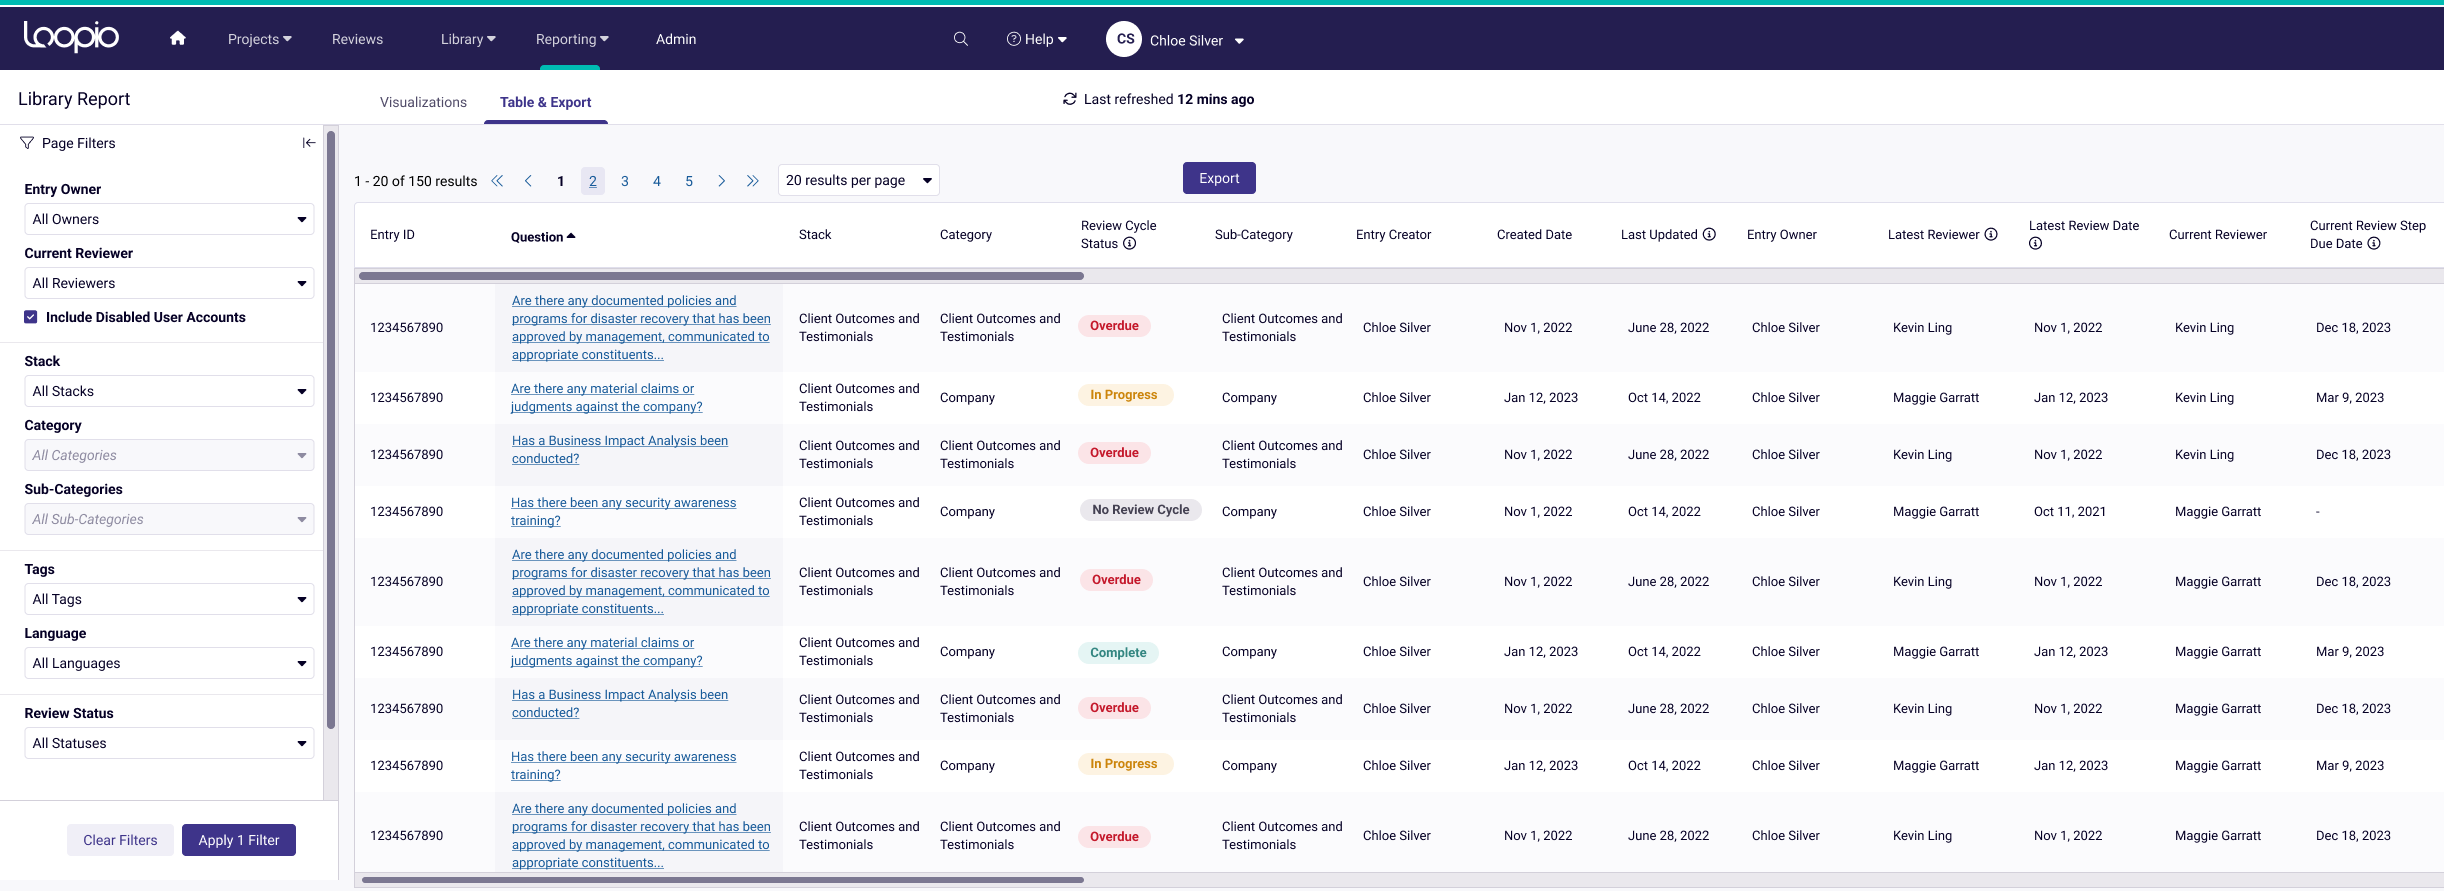 Loopio
Projects
Reviews
Library
Reporting
Admin
Help
CS
Chloe Silver
Library Report
Visualizations
Table & Export
Last refreshed 12 mins ago
Page Filters
Entry Owner
All Owners
Current Reviewer
All Reviewers
Include Disabled User Accounts
Stack
All Stacks
Category
All Categories
Sub-Categories
All Sub-Categories
Tags
All Tags
Language
All Languages
Review Status
All Statuses
Clear Filters
Apply 1 Filter
1 - 20 of 150 results
1
2
3
4
5
20 results per page
Export
Entry ID
Question
Stack
Category
Review Cycle
Status
Sub-Category
Entry Creator
Created Date
Last Updated
Entry Owner
Latest Reviewer
Latest Review Date
Current Reviewer
Current Review Step
Due Date
1234567890
Are there any documented policies and
programs for disaster recovery that has been
approved by management, communicated to
appropriate constituents...
Client Outcomes and
Testimonials
Client Outcomes and
Testimonials
Overdue
Client Outcomes and
Testimonials
Chloe Silver
Nov 1, 2022
June 28, 2022
Chloe Silver
Kevin Ling
Nov 1, 2022
Kevin Ling
Dec 18, 2023
1234567890
Are there any material claims or
judgments against the company?
Client Outcomes and
Testimonials
Company
In Progress
Company
Chloe Silver
Jan 12, 2023
Oct 14, 2022
Chloe Silver
Maggie Garratt
Jan 12, 2023
Kevin Ling
Mar 9, 2023
1234567890
Has a Business Impact Analysis been
conducted?
Client Outcomes and
Testimonials
Client Outcomes and
Testimonials
Overdue
Client Outcomes and
Testimonials
Chloe Silver
Nov 1, 2022
June 28, 2022
Chloe Silver
Kevin Ling
Nov 1, 2022
Kevin Ling
Dec 18, 2023
1234567890
Has there been any security awareness
training?
Client Outcomes and
Testimonials
Company
No Review Cycle
Company
Chloe Silver
Nov 1, 2022
Oct 14, 2022
Chloe Silver
Maggie Garratt
Oct 11, 2021
Maggie Garratt
-
1234567890
Are there any documented policies and
programs for disaster recovery that has been
approved by management, communicated to
appropriate constituents...
Client Outcomes and
Testimonials
Client Outcomes and
Testimonials
Overdue
Client Outcomes and
Testimonials
Chloe Silver
Nov 1, 2022
June 28, 2022
Chloe Silver
Kevin Ling
Nov 1, 2022
Maggie Garratt
Dec 18, 2023
1234567890
Are there any material claims or
judgments against the company?
Client Outcomes and
Testimonials
Company
Complete
Company
Chloe Silver
Jan 12, 2023
Oct 14, 2022
Chloe Silver
Maggie Garratt
Jan 12, 2023
Maggie Garratt
Mar 9, 2023
1234567890
Has a Business Impact Analysis been
conducted?
Client Outcomes and
Testimonials
Client Outcomes and
Testimonials
Overdue
Client Outcomes and
Testimonials
Chloe Silver
Nov 1, 2022
June 28, 2022
Chloe Silver
Kevin Ling
Nov 1, 2022
Maggie Garratt
Dec 18, 2023
1234567890
Has there been any security awareness
training?
Client Outcomes and
Testimonials
Company
In Progress
Company
Chloe Silver
Jan 12, 2023
Oct 14, 2022
Chloe Silver
Maggie Garratt
Jan 12, 2023
Maggie Garratt
Mar 9, 2023
1234567890
Are there any documented policies and
programs for disaster recovery that has been
approved by management, communicated to
appropriate constituents...
Client Outcomes and
Testimonials
Client Outcomes and
Testimonials
Overdue
Client Outcomes and
Testimonials
Chloe Silver
Nov 1, 2022
June 28, 2022
Chloe Silver
Kevin Ling
Nov 1, 2022
Maggie Garratt
Dec 18, 2023